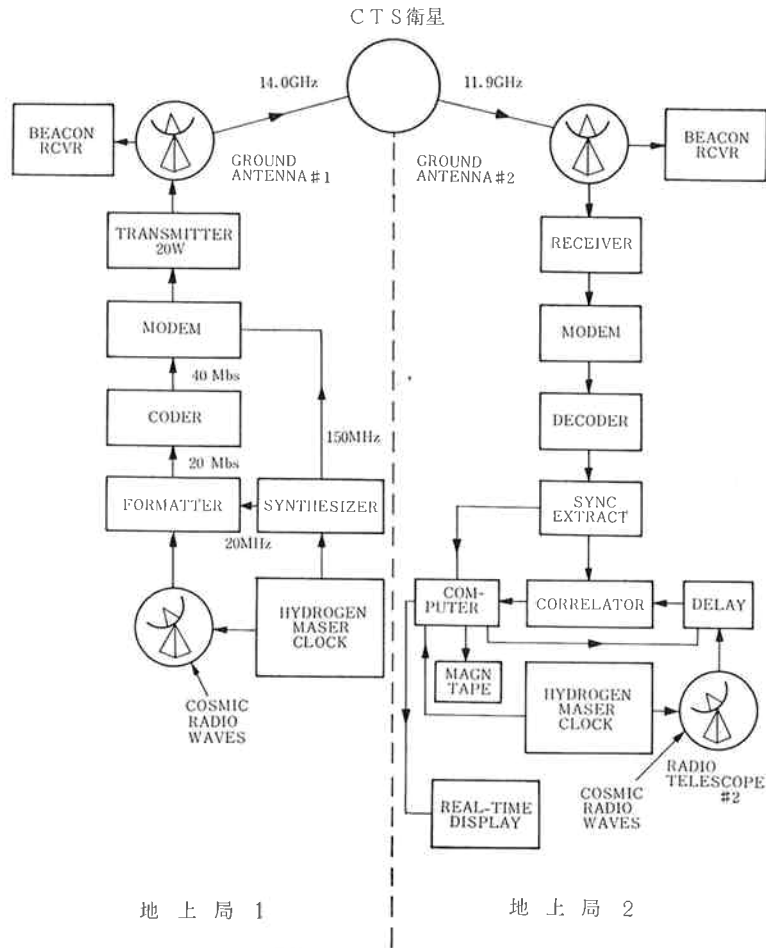 CTS衛星
14.0GHz
11.9GHz
BEACON
RCVR
GROUND
ANTENNA#1
GROUND
ANTENNA#2
BEACON
RCVR
TRANSMITTER
20W
MODEM
40 Mbs
CODER
20 Mbs
150MHz
FORMATTER
SYNTHESIZER
20MHz
HYDROGEN
MASER
CLOCK
COSMIC
RADIO
WAVES
RECEIVER
MODEM
DECODER
SYNC
EXTRACT
COM-
PUTER
CORRELATOR
DELAY
MAGN
TAPE
HYDROGEN
MASER
CLOCK
RADIO
TELESCOPE
#2
COSMIC
RADIO
WAVES
REAL-TIME
DISPLAY
地上局1
地上局2